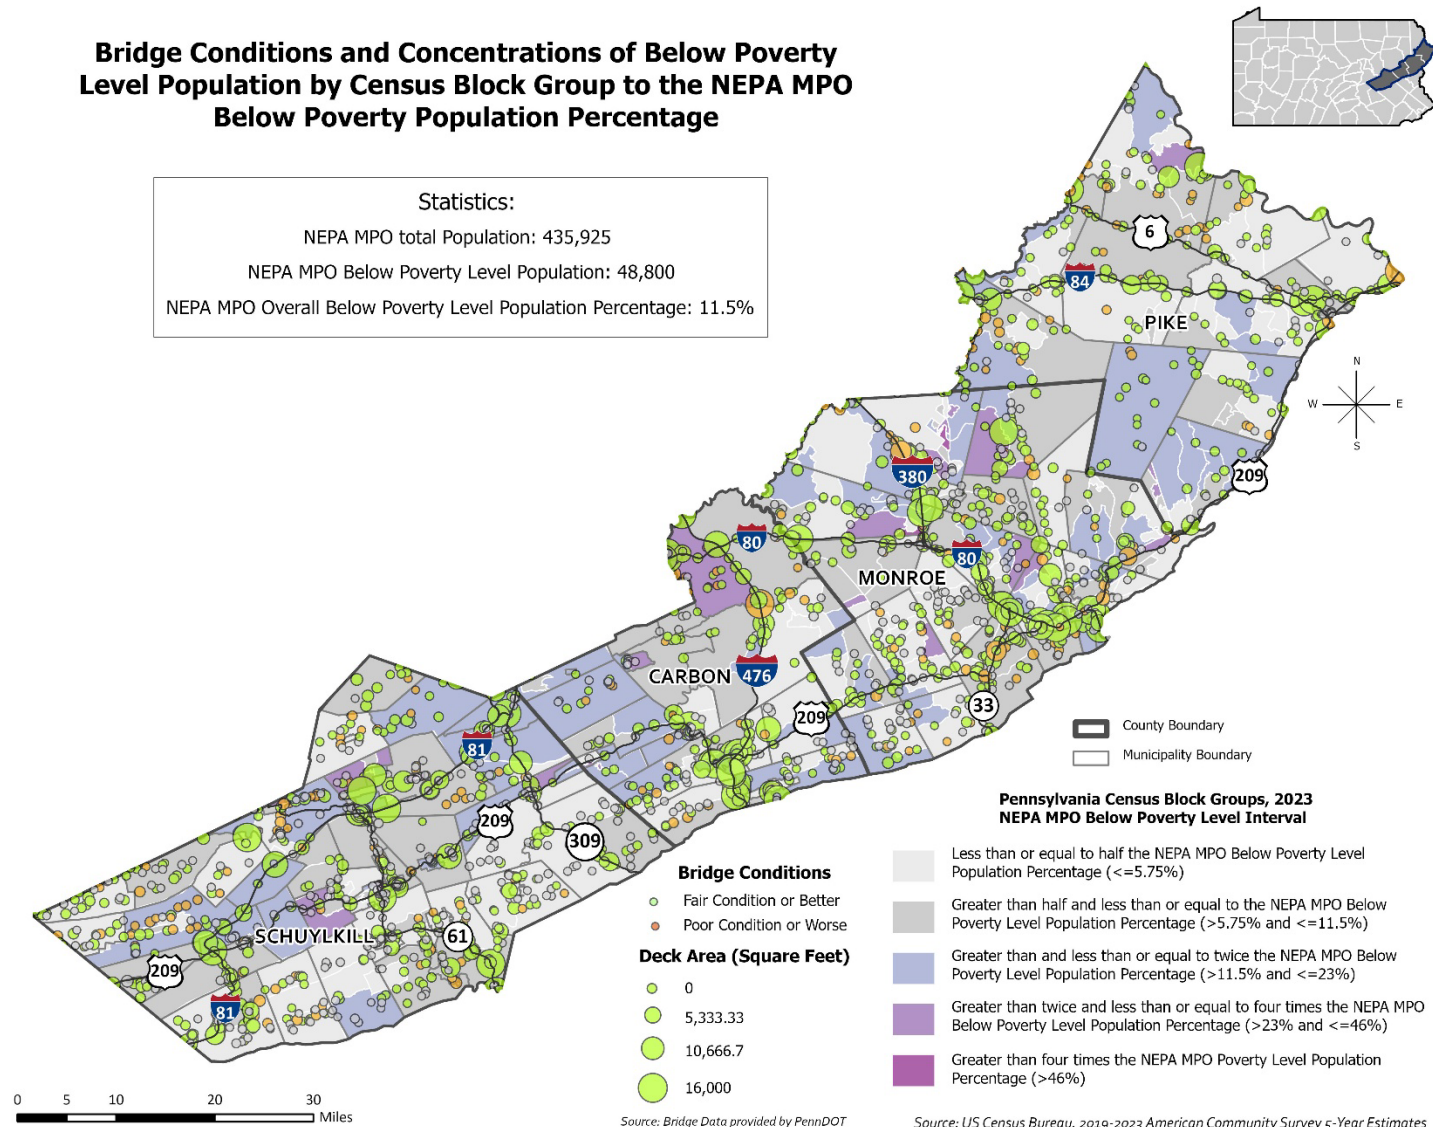 Bridge Conditions and Concentrations of Below Poverty
Level Population by Census Block Group to the NEPA MPO
Below Poverty Population Percentage
Statistics:
NEPA MPO total Population: 435,925
NEPA MPO Below Poverty Level Population: 48,800
NEPA MPO Overall Below Poverty Level Population Percentage: 11.5%
6
84
PIKE
N
W E
S
209
380
80
80
MONROE
CARBON
476
209
33
81
209
309
SCHUYLKILL
61
209
81
County Boundary
Municipality Boundary
Pennsylvania Census Block Groups, 2023
NEPA MPO Below Poverty Level Interval
Less than or equal to half the NEPA MPO Below Poverty Level
Population Percentage (<=5.75%)
Greater than half and less than or equal to the NEPA MPO Below
Poverty Level Population Percentage (>5.75% and <=11.5%)
Greater than and less than or equal to twice the NEPA MPO Below
Poverty Level Population Percentage (>11.5% and <=23%)
Greater than twice and less than or equal to four times the NEPA MPO
Below Poverty Level Population Percentage (>23% and <=46%)
Greater than four times the NEPA MPO Poverty Level Population
Percentage (>46%)
Bridge Conditions
Fair Condition or Better
Poor Condition or Worse
Deck Area (Square Feet)
0
5,333.33
10,666.7
16,000
0 5 10 20 30
Miles
Source: Bridge Data provided by PennDOT
Source: US Census Bureau, 2019-2023 American Community Survey 5-Year Estimates